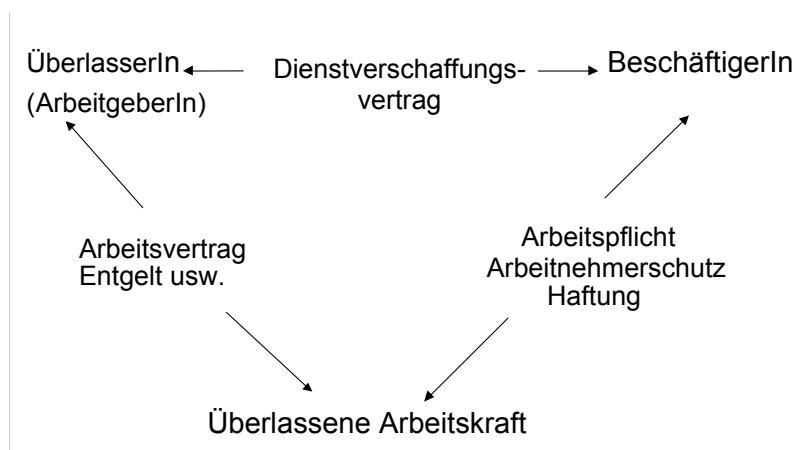 ÜberlasserIn
(ArbeitgeberIn)
Dienstverschaffungs-
vertrag
BeschäftigerIn
Arbeitsvertrag
Entgelt usw.
Arbeitspflicht
Arbeitnehmerschutz
Haftung
Überlassene Arbeitskraft